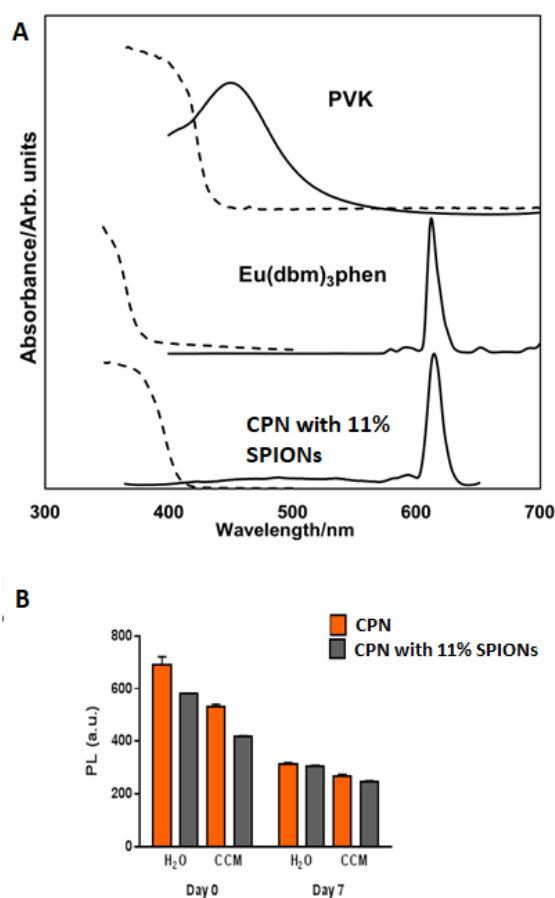 A
Absorbance/Arb. units
PVK
Eu(dbm)₃phen
CPN with 11%
SPIONs
300 400 500 600 700
Wavelength/nm
B
CPN
CPN with 11% SPIONs
PL (a.u.)
800
600
400
200
0
H₂O CCM H₂O CCM
Day 0 Day 7